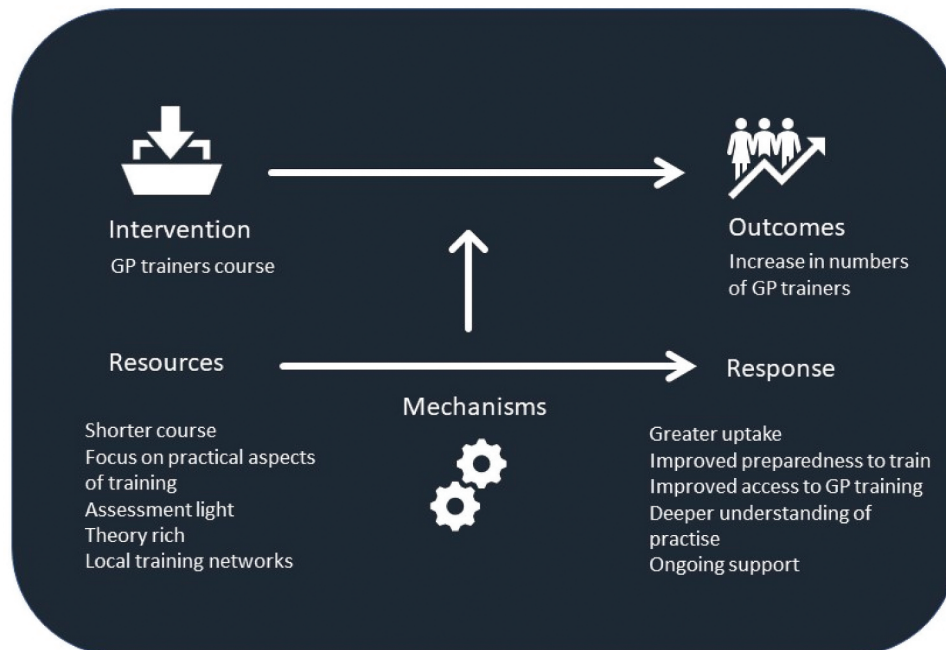 Intervention
GP trainers course
Outcomes
Increase in numbers
of GP trainers
Resources
Mechanisms
Response
Shorter course
Focus on practical aspects
of training
Assessment light
Theory rich
Local training networks
Greater uptake
Improved preparedness to train
Improved access to GP training
Deeper understanding of
practise
Ongoing support